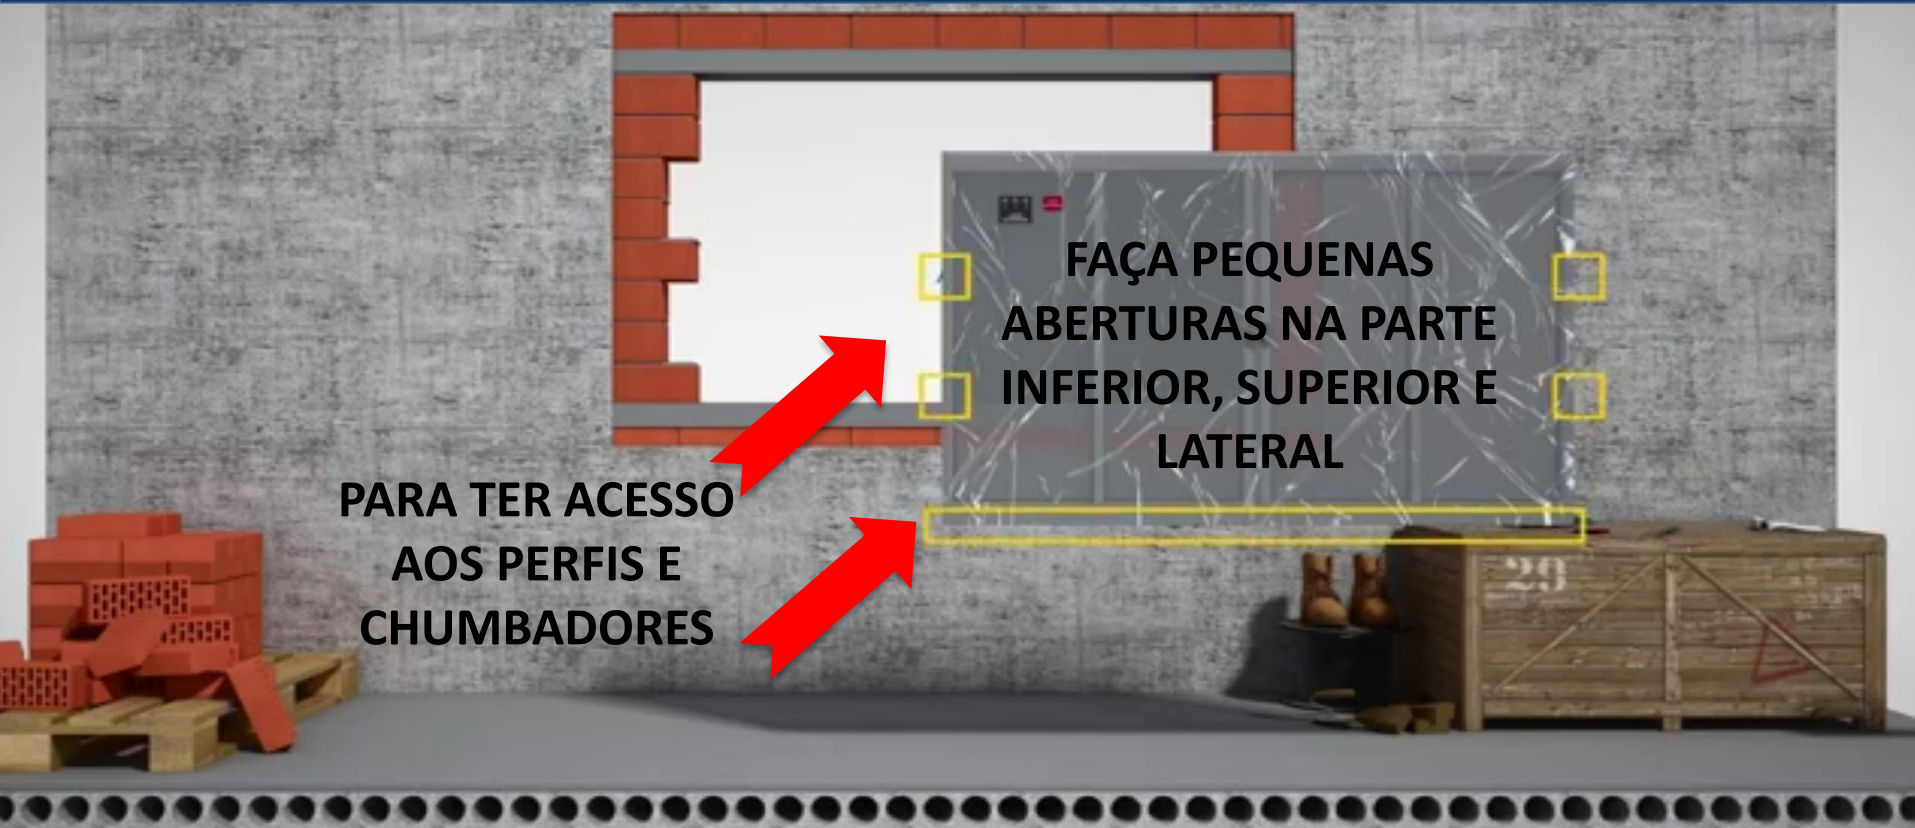 FAÇA PEQUENAS
ABERTURAS NA PARTE
INFERIOR, SUPERIOR E
LATERAL
PARA TER ACESSO
AOS PERFIS E
CHUMBADORES
29